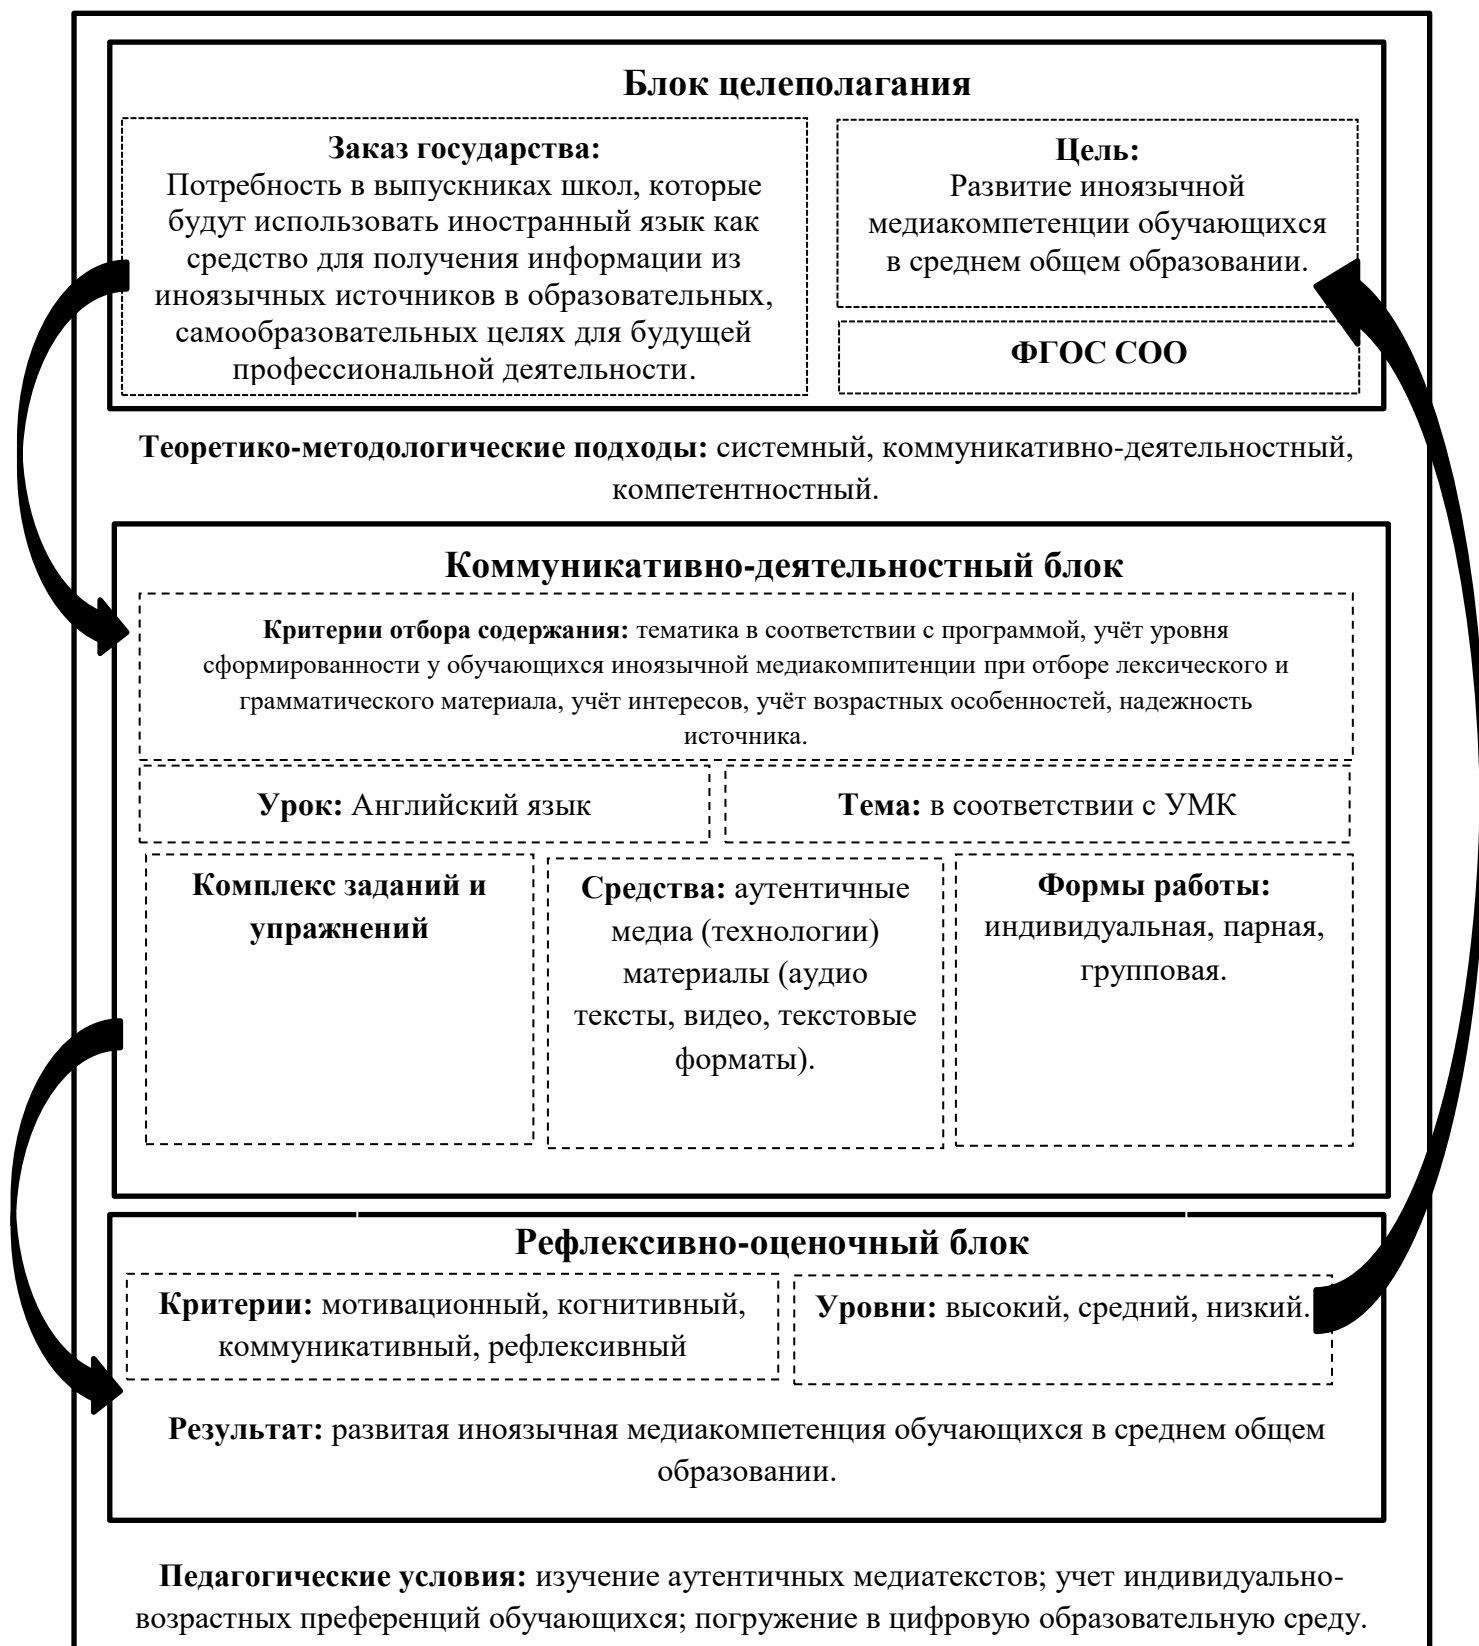 Блок целеполагания
Заказ государства:
Потребность в выпускниках школ, которые
будут использовать иностранный язык как
средство для получения информации из
иноязычных источников в образовательных,
самообразовательных целях для будущей
профессиональной деятельности.
Цель:
Развитие иноязычной
медиакомпетенции обучающихся
в среднем общем образовании.
ФГОС СОО
Теоретико-методологические подходы: системный, коммуникативно-деятельностный,
компетентностный.
Коммуникативно-деятельностный блок
Критерии отбора содержания: тематика в соответствии с программой, учёт уровня
сформированности у обучающихся иноязычной медиакомпитенции при отборе лексического и
грамматического материала, учёт интересов, учёт возрастных особенностей, надежность
источника.
Урок: Английский язык
Тема: в соответствии с УМК
Комплекс заданий и
упражнений
Средства: аутентичные
медиа (технологии)
материалы (аудио
тексты, видео, текстовые
форматы).
Формы работы:
индивидуальная, парная,
групповая.
Рефлексивно-оценочный блок
Критерии: мотивационный, когнитивный,
коммуникативный, рефлексивный
Уровни: высокий, средний, низкий.
Результат: развитая иноязычная медиакомпетенция обучающихся в среднем общем
образовании.
Педагогические условия: изучение аутентичных медиатекстов; учет индивидуально-
возрастных преференций обучающихся; погружение в цифровую образовательную среду.